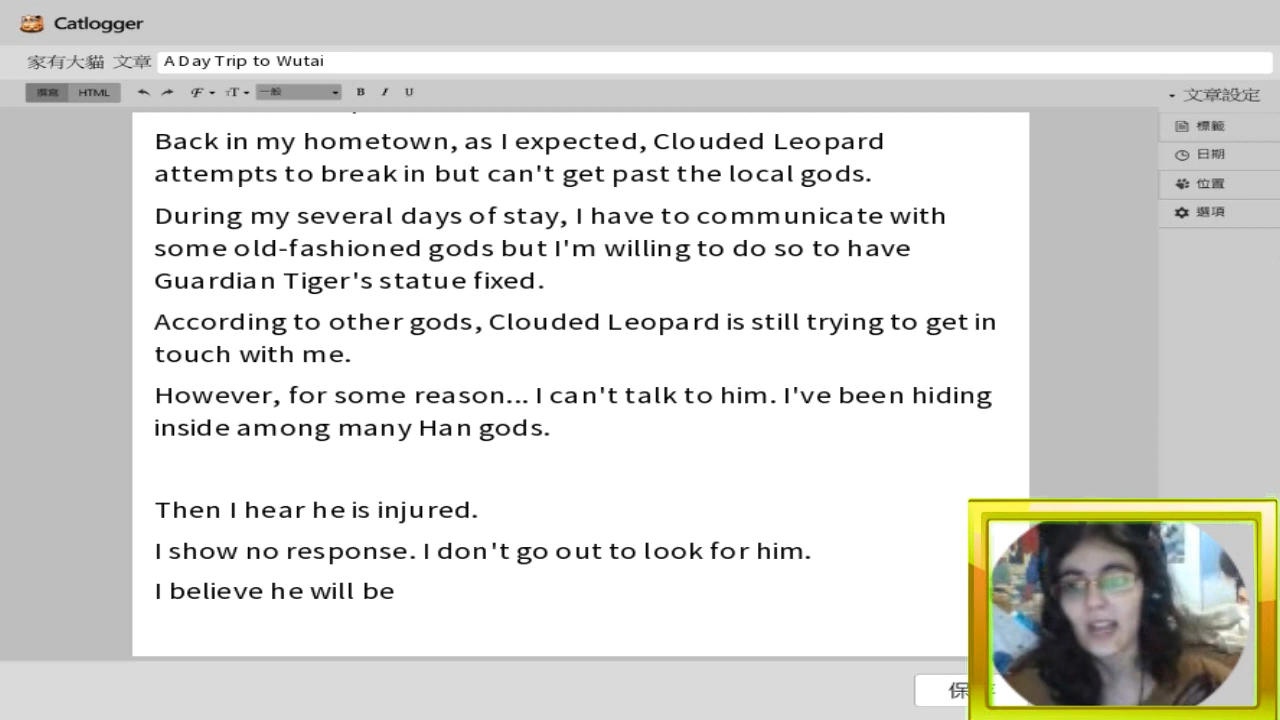 Catlogger
家有大貓 文章 A Day Trip to Wutai
撰寫 HTML F T 一般 B I U
文章設定
標籤
日期
位置
選項
Back in my hometown, as I expected, Clouded Leopard
attempts to break in but can't get past the local gods.
During my several days of stay, I have to communicate with
some old-fashioned gods but I'm willing to do so to have
Guardian Tiger's statue fixed.
According to other gods, Clouded Leopard is still trying to get in
touch with me.
However, for some reason... I can't talk to him. I've been hiding
inside among many Han gods.
Then I hear he is injured.
I show no response. I don't go out to look for him.
I believe he will be